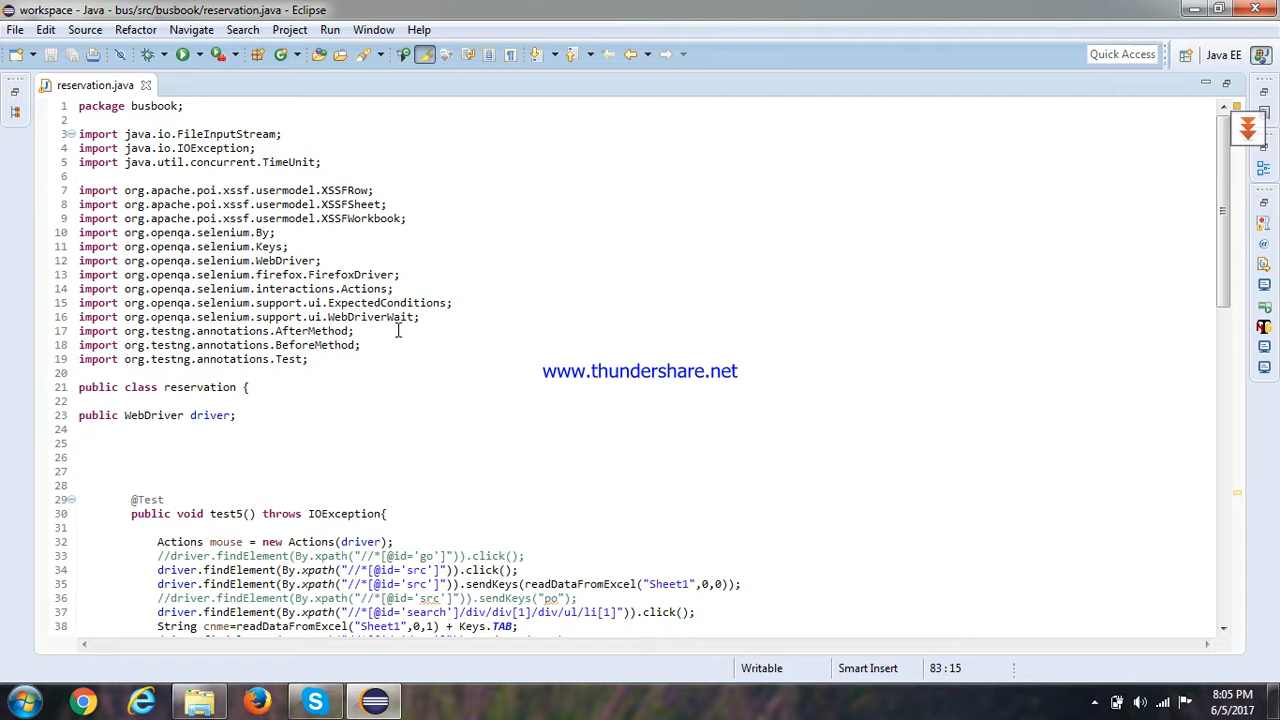 workspace - Java - bus/src/busbook/reservation.java - Eclipse
File Edit Source Refactor Navigate Search Project Run Window Help
Quick Access
Java EE
reservation.java
1 package busbook;
2
3 import java.io.FileInputStream;
4 import java.io.IOException;
5 import java.util.concurrent.TimeUnit;
6
7 import org.apache.poi.xssf.usermodel.XSSFRow;
8 import org.apache.poi.xssf.usermodel.XSSFSheet;
9 import org.apache.poi.xssf.usermodel.XSSFWorkbook;
10 import org.openqa.selenium.By;
11 import org.openqa.selenium.Keys;
12 import org.openqa.selenium.WebDriver;
13 import org.openqa.selenium.firefox.FirefoxDriver;
14 import org.openqa.selenium.interactions.Actions;
15 import org.openqa.selenium.support.ui.ExpectedConditions;
16 import org.openqa.selenium.support.ui.WebDriverWait;
17 import org.testng.annotations.AfterMethod;
18 import org.testng.annotations.BeforeMethod;
19 import org.testng.annotations.Test;
20
www.thundershare.net
21 public class reservation {
22
23 public WebDriver driver;
24
25
26
27
28
29 @Test
30 public void test5() throws IOException{
31
32 Actions mouse = new Actions(driver);
33 //driver.findElement(By.xpath("//*[@id='go']")).click();
34 driver.findElement(By.xpath("//*[@id='src']")).click();
35 driver.findElement(By.xpath("//*[@id='src']")).sendKeys(readDataFromExcel("Sheet1",0,0));
36 //driver.findElement(By.xpath("//*[@id='src']")).sendKeys("po");
37 driver.findElement(By.xpath("//*[@id='search']/div/div[1]/div/ul/li[1]")).click();
38 String cnme=readDataFromExcel("Sheet1",0,1) + Keys.TAB;
Writable Smart Insert 83 : 15
8:05 PM
6/5/2017